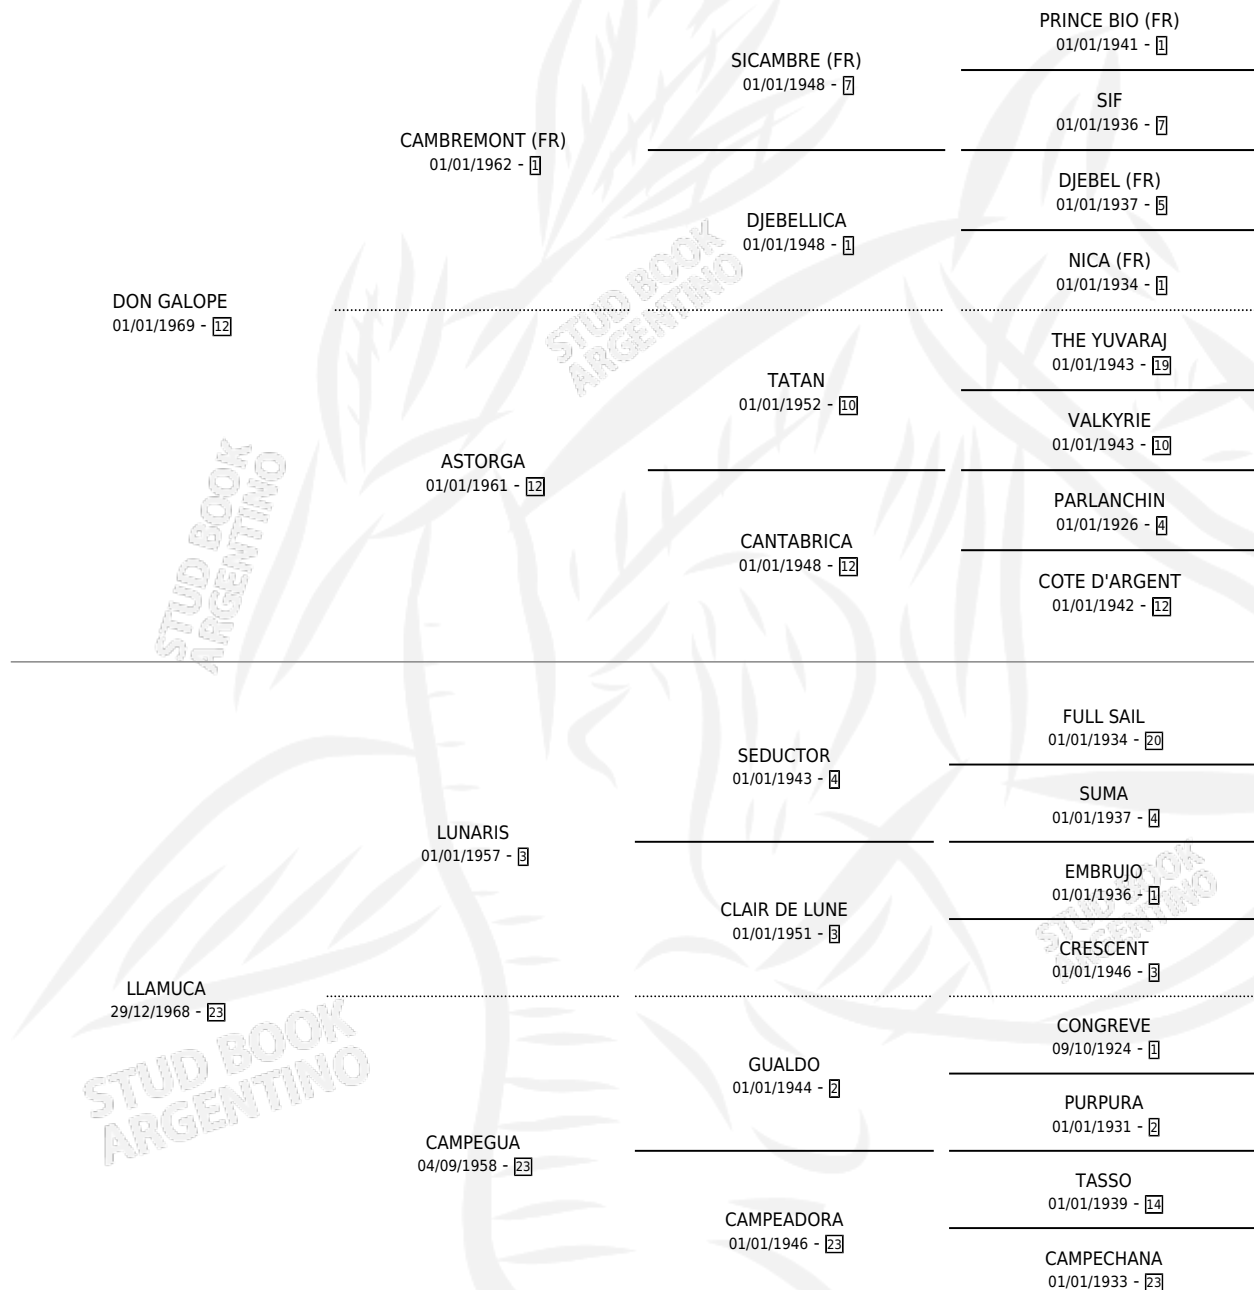 PRINCE BIO (FR)
01/01/1941 - 1
SICAMBRE (FR)
01/01/1948 - 7
SIF
01/01/1936 - 7
CAMBREMONT (FR)
01/01/1962 - 1
DJEBEL (FR)
01/01/1937 - 5
DJEBELLICA
01/01/1948 - 1
NICA (FR)
01/01/1934 - 1
DON GALOPE
01/01/1969 - 12
THE YUVARAJ
01/01/1943 - 19
TATAN
01/01/1952 - 10
VALKYRIE
01/01/1943 - 10
ASTORGA
01/01/1961 - 12
PARLANCHIN
01/01/1926 - 4
CANTABRICA
01/01/1948 - 12
COTE D'ARGENT
01/01/1942 - 12
FULL SAIL
01/01/1934 - 20
SEDUCTOR
01/01/1943 - 4
SUMA
01/01/1937 - 4
LUNARIS
01/01/1957 - 3
EMBRUJO
01/01/1936 - 1
CLAIR DE LUNE
01/01/1951 - 3
CRESCENT
01/01/1946 - 3
LLAMUCA
29/12/1968 - 23
CONGREVE
09/10/1924 - 1
GUALDO
01/01/1944 - 2
PURPURA
01/01/1931 - 2
CAMPEGUA
04/09/1958 - 23
TASSO
01/01/1939 - 14
CAMPEADORA
01/01/1946 - 23
CAMPECHANA
01/01/1933 - 23
STUD BOOK
ARGENTINO
STUD BOOK
ARGENTINO
STUD BOOK
ARGENTINO
STUD BOOK
ARGENTINO